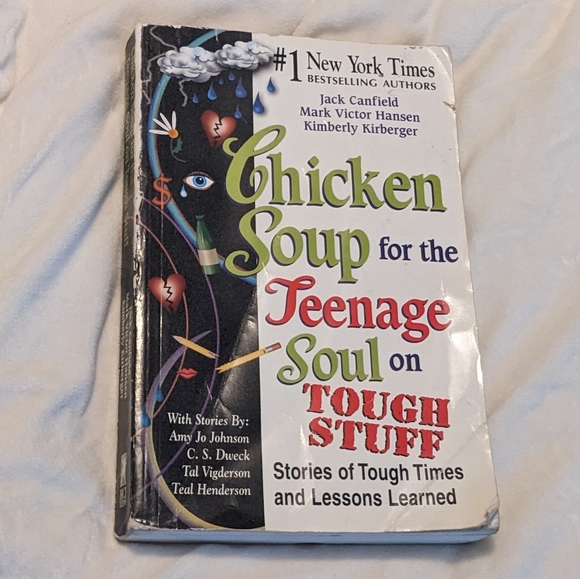 #1 New York Times
BESTSELLING AUTHORS
Jack Canfield
Mark Victor Hansen
Kimberly Kirberger
Chicken
Soup for the
Teenage
Soul on
TOUGH
STUFF
Stories of Tough Times
and Lessons Learned
With Stories By:
Amy Jo Johnson
C. S. Dweck
Tal Vigderson
Teal Henderson
$